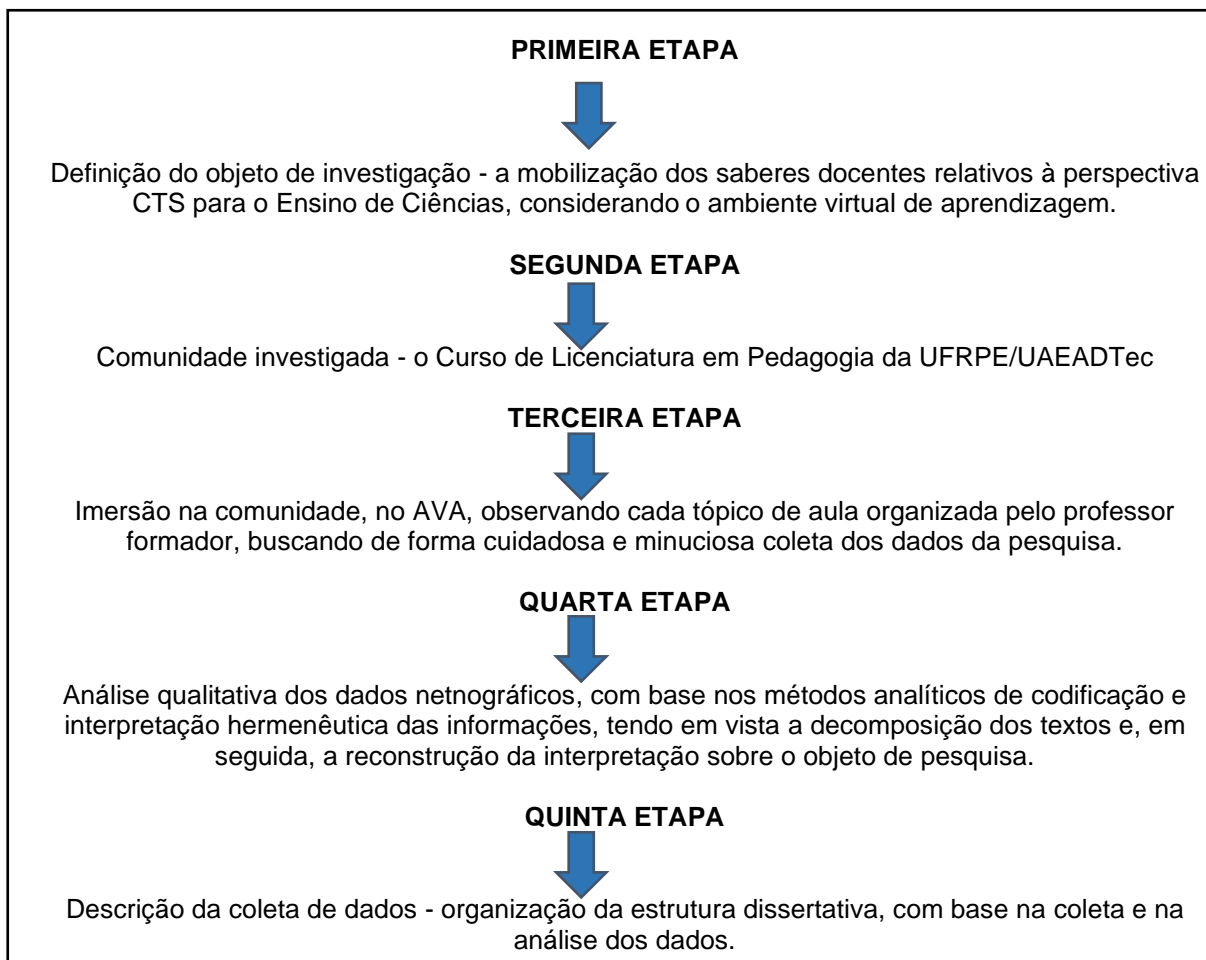 PRIMEIRA ETAPA
Definição do objeto de investigação - a mobilização dos saberes docentes relativos à perspectiva
CTS para o Ensino de Ciências, considerando o ambiente virtual de aprendizagem.
SEGUNDA ETAPA
Comunidade investigada - o Curso de Licenciatura em Pedagogia da UFRPE/UAEADTec
TERCEIRA ETAPA
Imersão na comunidade, no AVA, observando cada tópico de aula organizada pelo professor
formador, buscando de forma cuidadosa e minuciosa coleta dos dados da pesquisa.
QUARTA ETAPA
Análise qualitativa dos dados netnográficos, com base nos métodos analíticos de codificação e
interpretação hermenêutica das informações, tendo em vista a decomposição dos textos e, em
seguida, a reconstrução da interpretação sobre o objeto de pesquisa.
QUINTA ETAPA
Descrição da coleta de dados - organização da estrutura dissertativa, com base na coleta e na
análise dos dados.